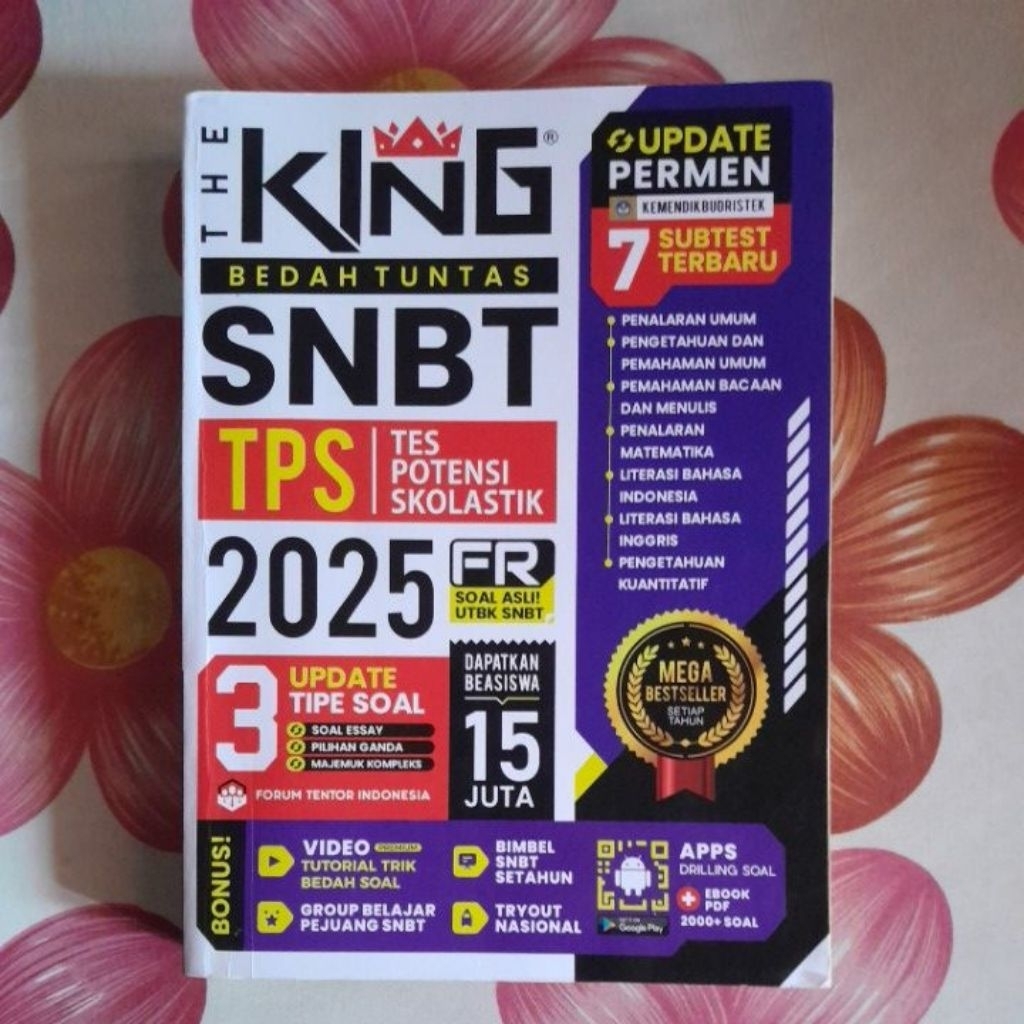 THE KING®
BEDAH TUNTAS
SNBT
TPS
TES
POTENSI
SKOLASTIK
2025
FR
SOAL ASLI!
UTBK SNBT
3
UPDATE
TIPE SOAL
SOAL ESSAY
PILIHAN GANDA
MAJEMUK KOMPLEKS
FORUM TENTOR INDONESIA
DAPATKAN
BEASISWA
15
JUTA
UPDATE
PERMEN
KEMENDIKBUDRISTEK
7
SUBTEST
TERBARU
PENALARAN UMUM
PENGETAHUAN DAN
PEMAHAMAN UMUM
PEMAHAMAN BACAAN
DAN MENULIS
PENALARAN
MATEMATIKA
LITERASI BAHASA
INDONESIA
LITERASI BAHASA
INGGRIS
PENGETAHUAN
KUANTITATIF
MEGA
BESTSELLER
SETIAP
TAHUN
BONUS!
VIDEO PREMIUM
TUTORIAL TRIK
BEDAH SOAL
GROUP BELAJAR
PEJUANG SNBT
BIMBEL
SNBT
SETAHUN
TRYOUT
NASIONAL
Google Play
APPS
DRILLING SOAL
EBOOK
PDF
2000+ SOAL